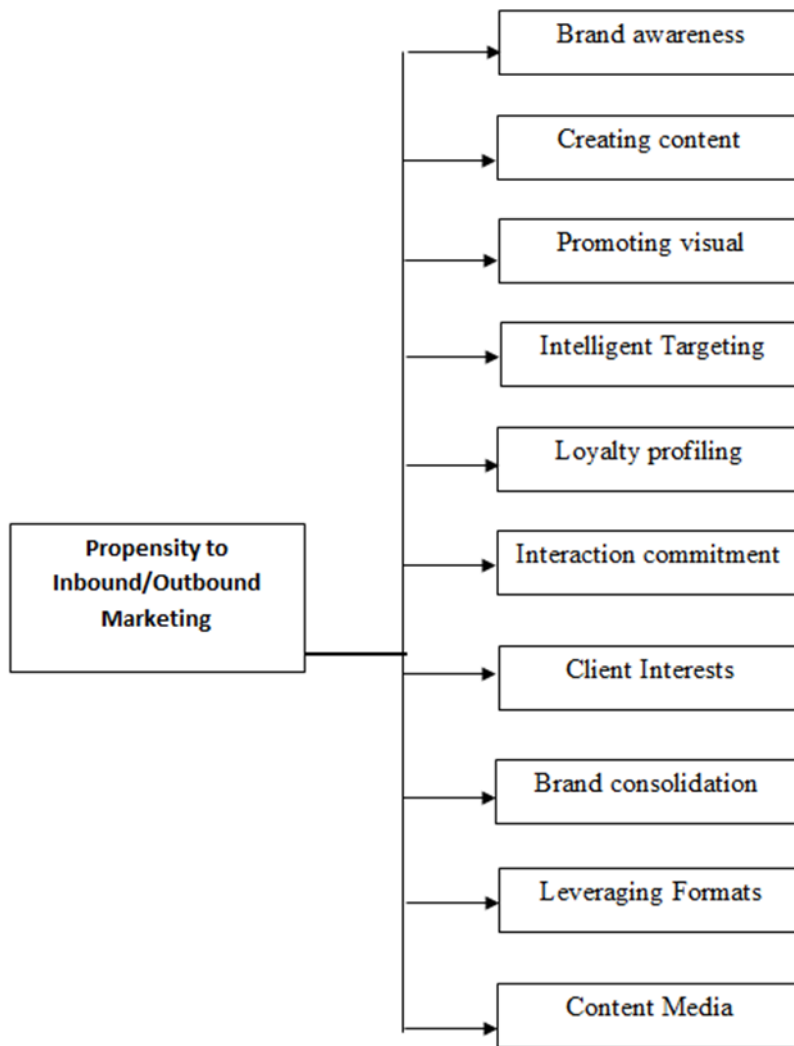 Brand awareness
Creating content
Promoting visual
Intelligent Targeting
Loyalty profiling
Propensity to
Inbound/Outbound
Marketing
Interaction commitment
Client Interests
Brand consolidation
Leveraging Formats
Content Media